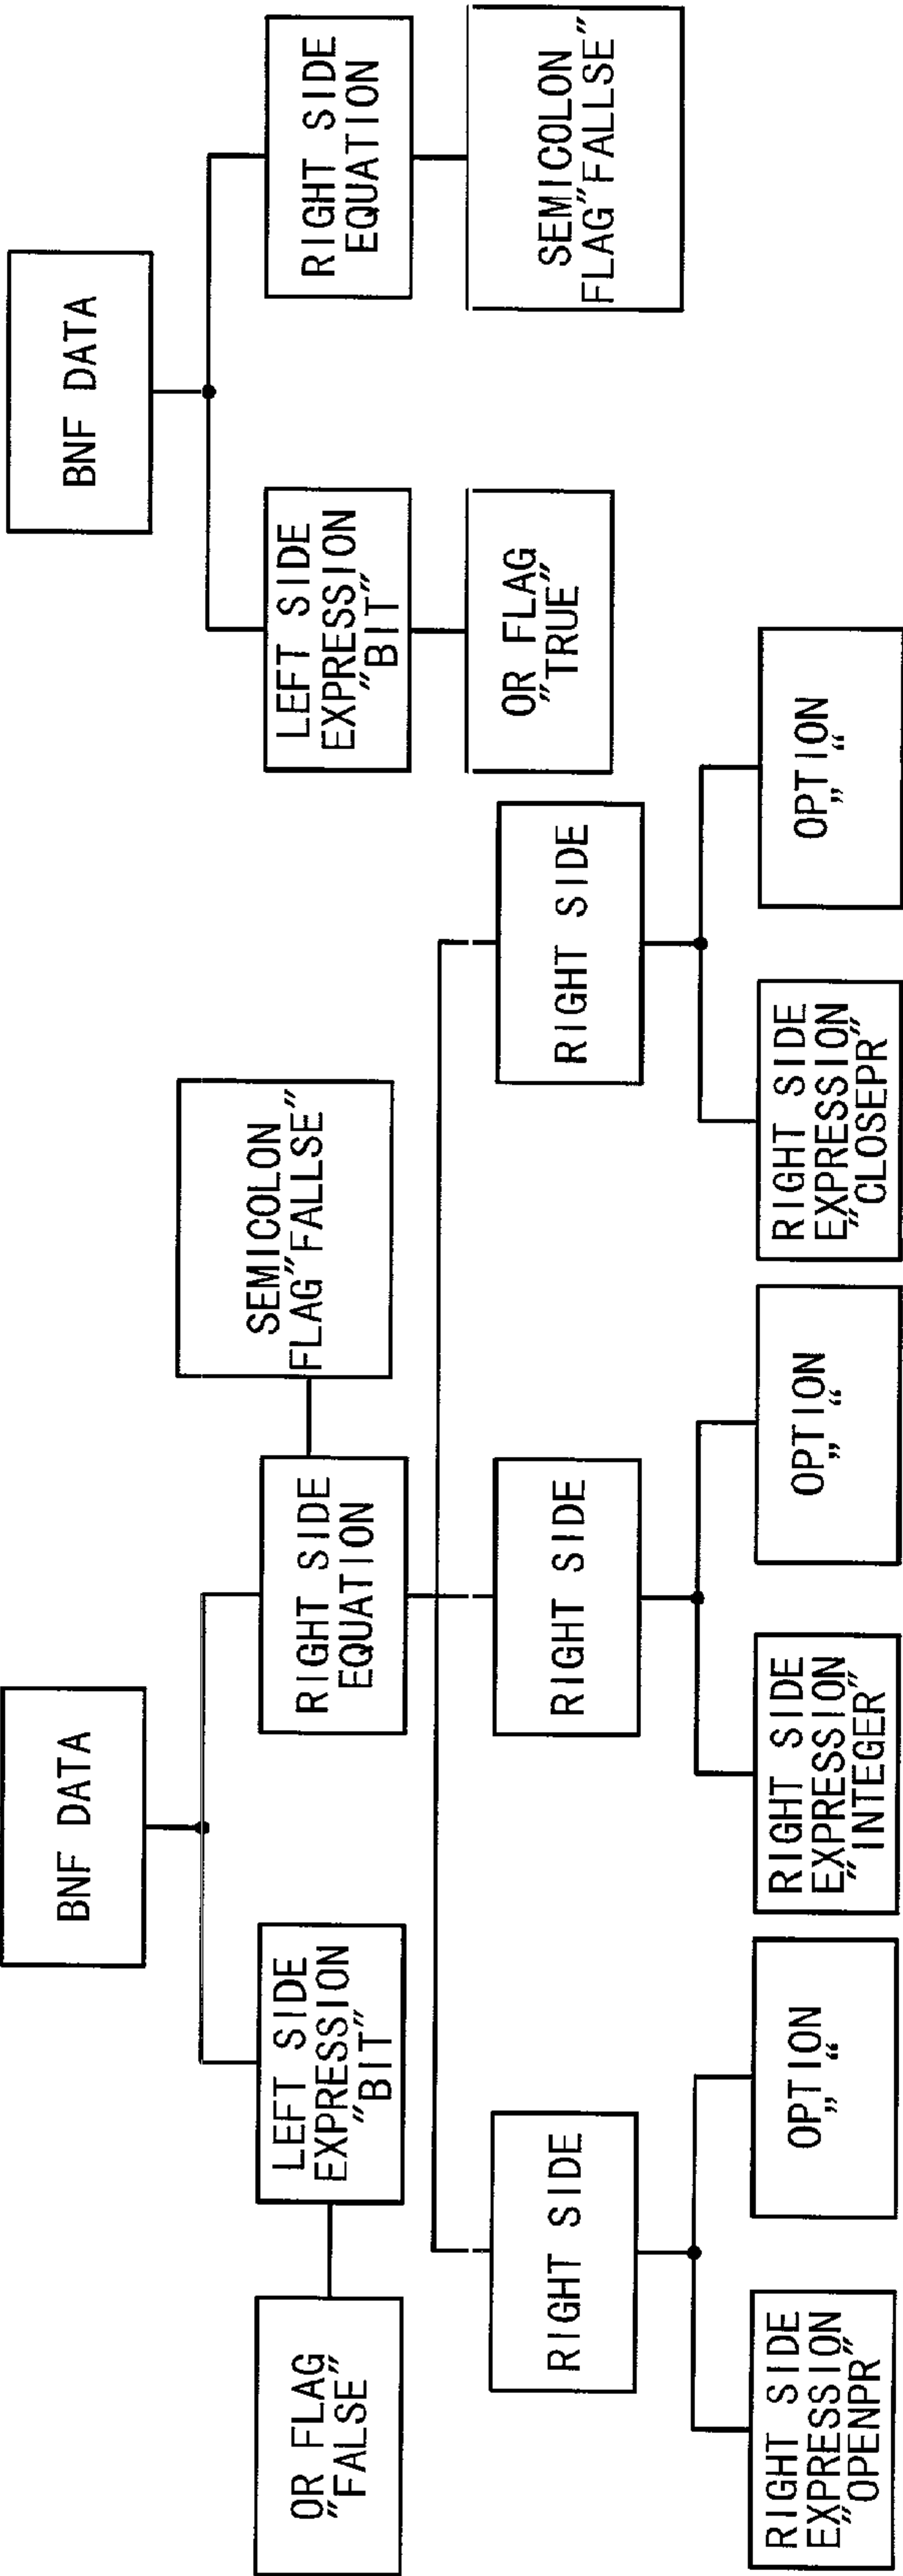 BNF DATA
LEFT SIDE
EXPRESSION
”BIT”
OR FLAG
”FALSE”
RIGHT SIDE
EQUATION
SEMICOLON
FLAG”FALLSE”
RIGHT SIDE
RIGHT SIDE
EXPRESSION
”OPENPR”
OPTION
”“
RIGHT SIDE
RIGHT SIDE
EXPRESSION
”INTEGER”
OPTION
”“
RIGHT SIDE
RIGHT SIDE
EXPRESSION
”CLOSEPR”
OPTION
”“
BNF DATA
LEFT SIDE
EXPRESSION
”BIT”
OR FLAG
”TRUE”
RIGHT SIDE
EQUATION
SEMICOLON
FLAG”FALLSE”